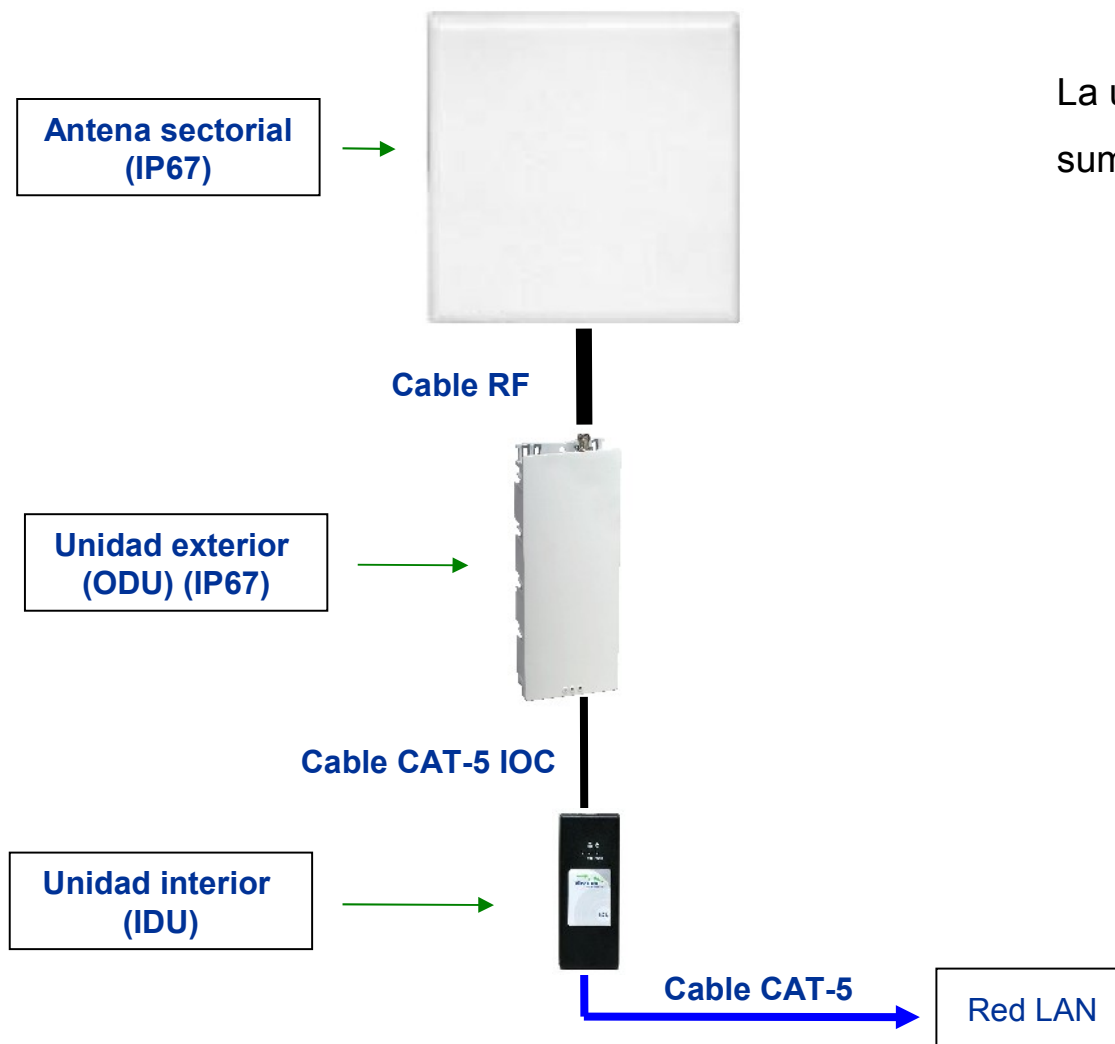 Antena sectorial
(IP67)
La
Cable RF
Unidad exterior
(ODU) (IP67)
Cable CAT-5 IOC
Unidad interior
(IDU)
Cable CAT-5
Red LAN